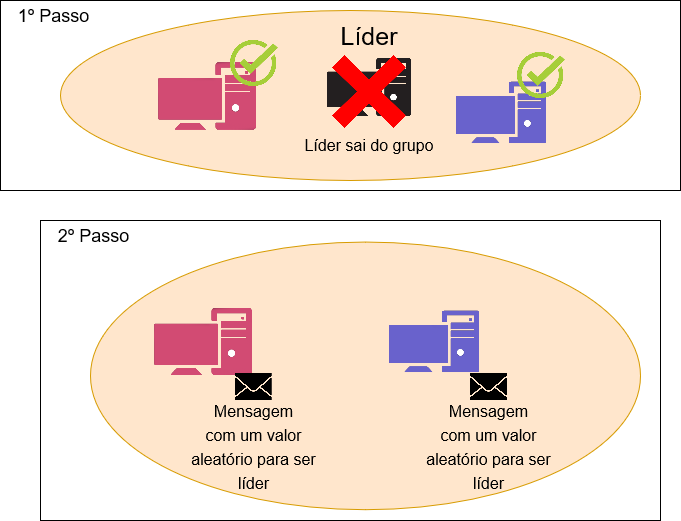 1º Passo
Líder
Líder sai do grupo
2º Passo
Mensagem
com um valor
aleatório para ser
líder
Mensagem
com um valor
aleatório para ser
líder